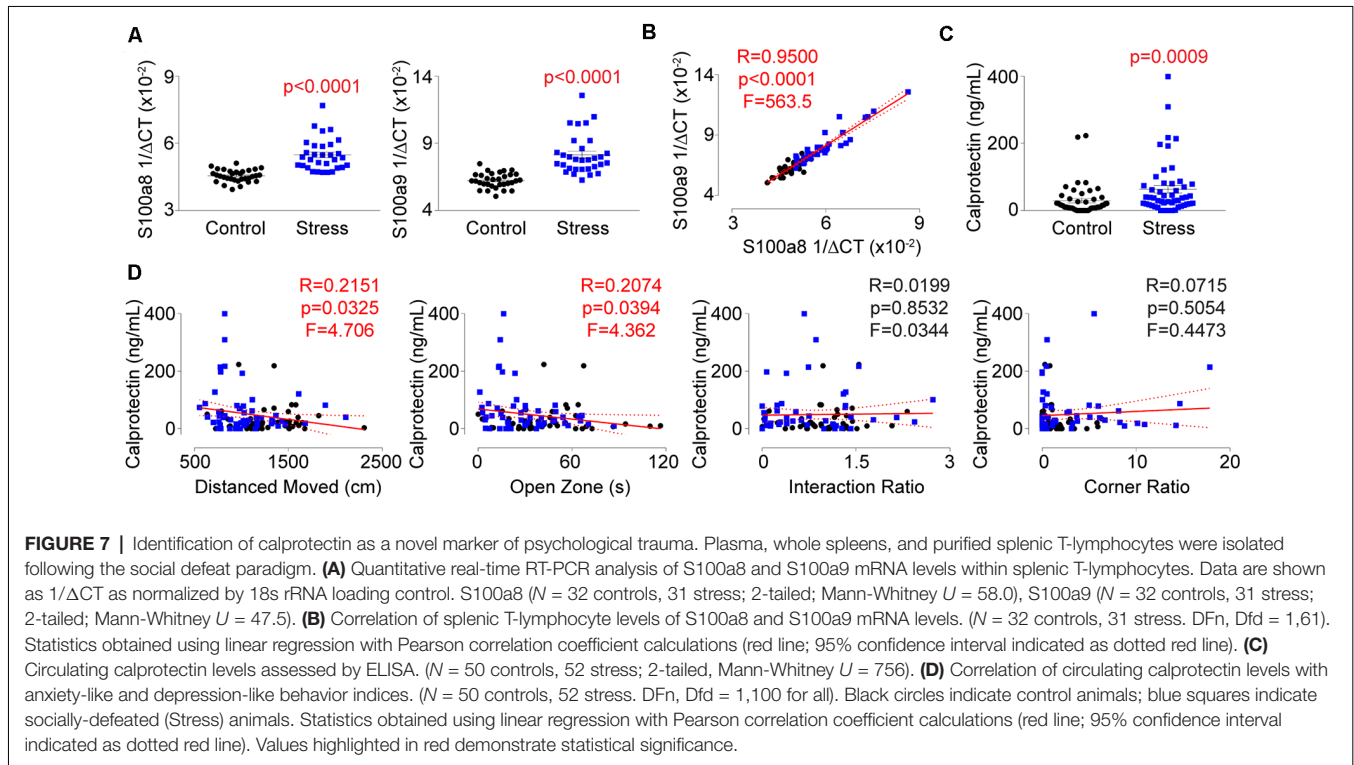 A
S100a8 1/ΔCT (x10⁻²)
9
6
3
p<0.0001
Control
Stress
S100a9 1/ΔCT (x10⁻²)
14
9
4
p<0.0001
Control
Stress
B
S100a9 1/ΔCT (x10⁻²)
14
9
4
R=0.9500
p<0.0001
F=563.5
3
6
9
S100a8 1/ΔCT (x10⁻²)
C
Calprotectin (ng/mL)
400
200
0
p=0.0009
Control
Stress
D
Calprotectin (ng/mL)
400
200
0
R=0.2151
p=0.0325
F=4.706
500
1500
2500
Distanced Moved (cm)
Calprotectin (ng/mL)
400
200
0
R=0.2074
p=0.0394
F=4.362
0
60
120
Open Zone (s)
Calprotectin (ng/mL)
400
200
0
R=0.0199
p=0.8532
F=0.0344
0
1.5
3
Interaction Ratio
Calprotectin (ng/mL)
400
200
0
R=0.0715
p=0.5054
F=0.4473
0
10
20
Corner Ratio
FIGURE 7 | Identification of calprotectin as a novel marker of psychological trauma. Plasma, whole spleens, and purified splenic T-lymphocytes were isolated
following the social defeat paradigm. (A) Quantitative real-time RT-PCR analysis of S100a8 and S100a9 mRNA levels within splenic T-lymphocytes. Data are shown
as 1/ΔCT as normalized by 18s rRNA loading control. S100a8 (N = 32 controls, 31 stress; 2-tailed; Mann-Whitney U = 58.0), S100a9 (N = 32 controls, 31 stress;
2-tailed; Mann-Whitney U = 47.5). (B) Correlation of splenic T-lymphocyte levels of S100a8 and S100a9 mRNA levels. (N = 32 controls, 31 stress. DFn, Dfd = 1,61).
Statistics obtained using linear regression with Pearson correlation coefficient calculations (red line; 95% confidence interval indicated as dotted red line). (C)
Circulating calprotectin levels assessed by ELISA. (N = 50 controls, 52 stress; 2-tailed, Mann-Whitney U = 756). (D) Correlation of circulating calprotectin levels with
anxiety-like and depression-like behavior indices. (N = 50 controls, 52 stress. DFn, Dfd = 1,100 for all). Black circles indicate control animals; blue squares indicate
socially-defeated (Stress) animals. Statistics obtained using linear regression with Pearson correlation coefficient calculations (red line; 95% confidence interval
indicated as dotted red line). Values highlighted in red demonstrate statistical significance.